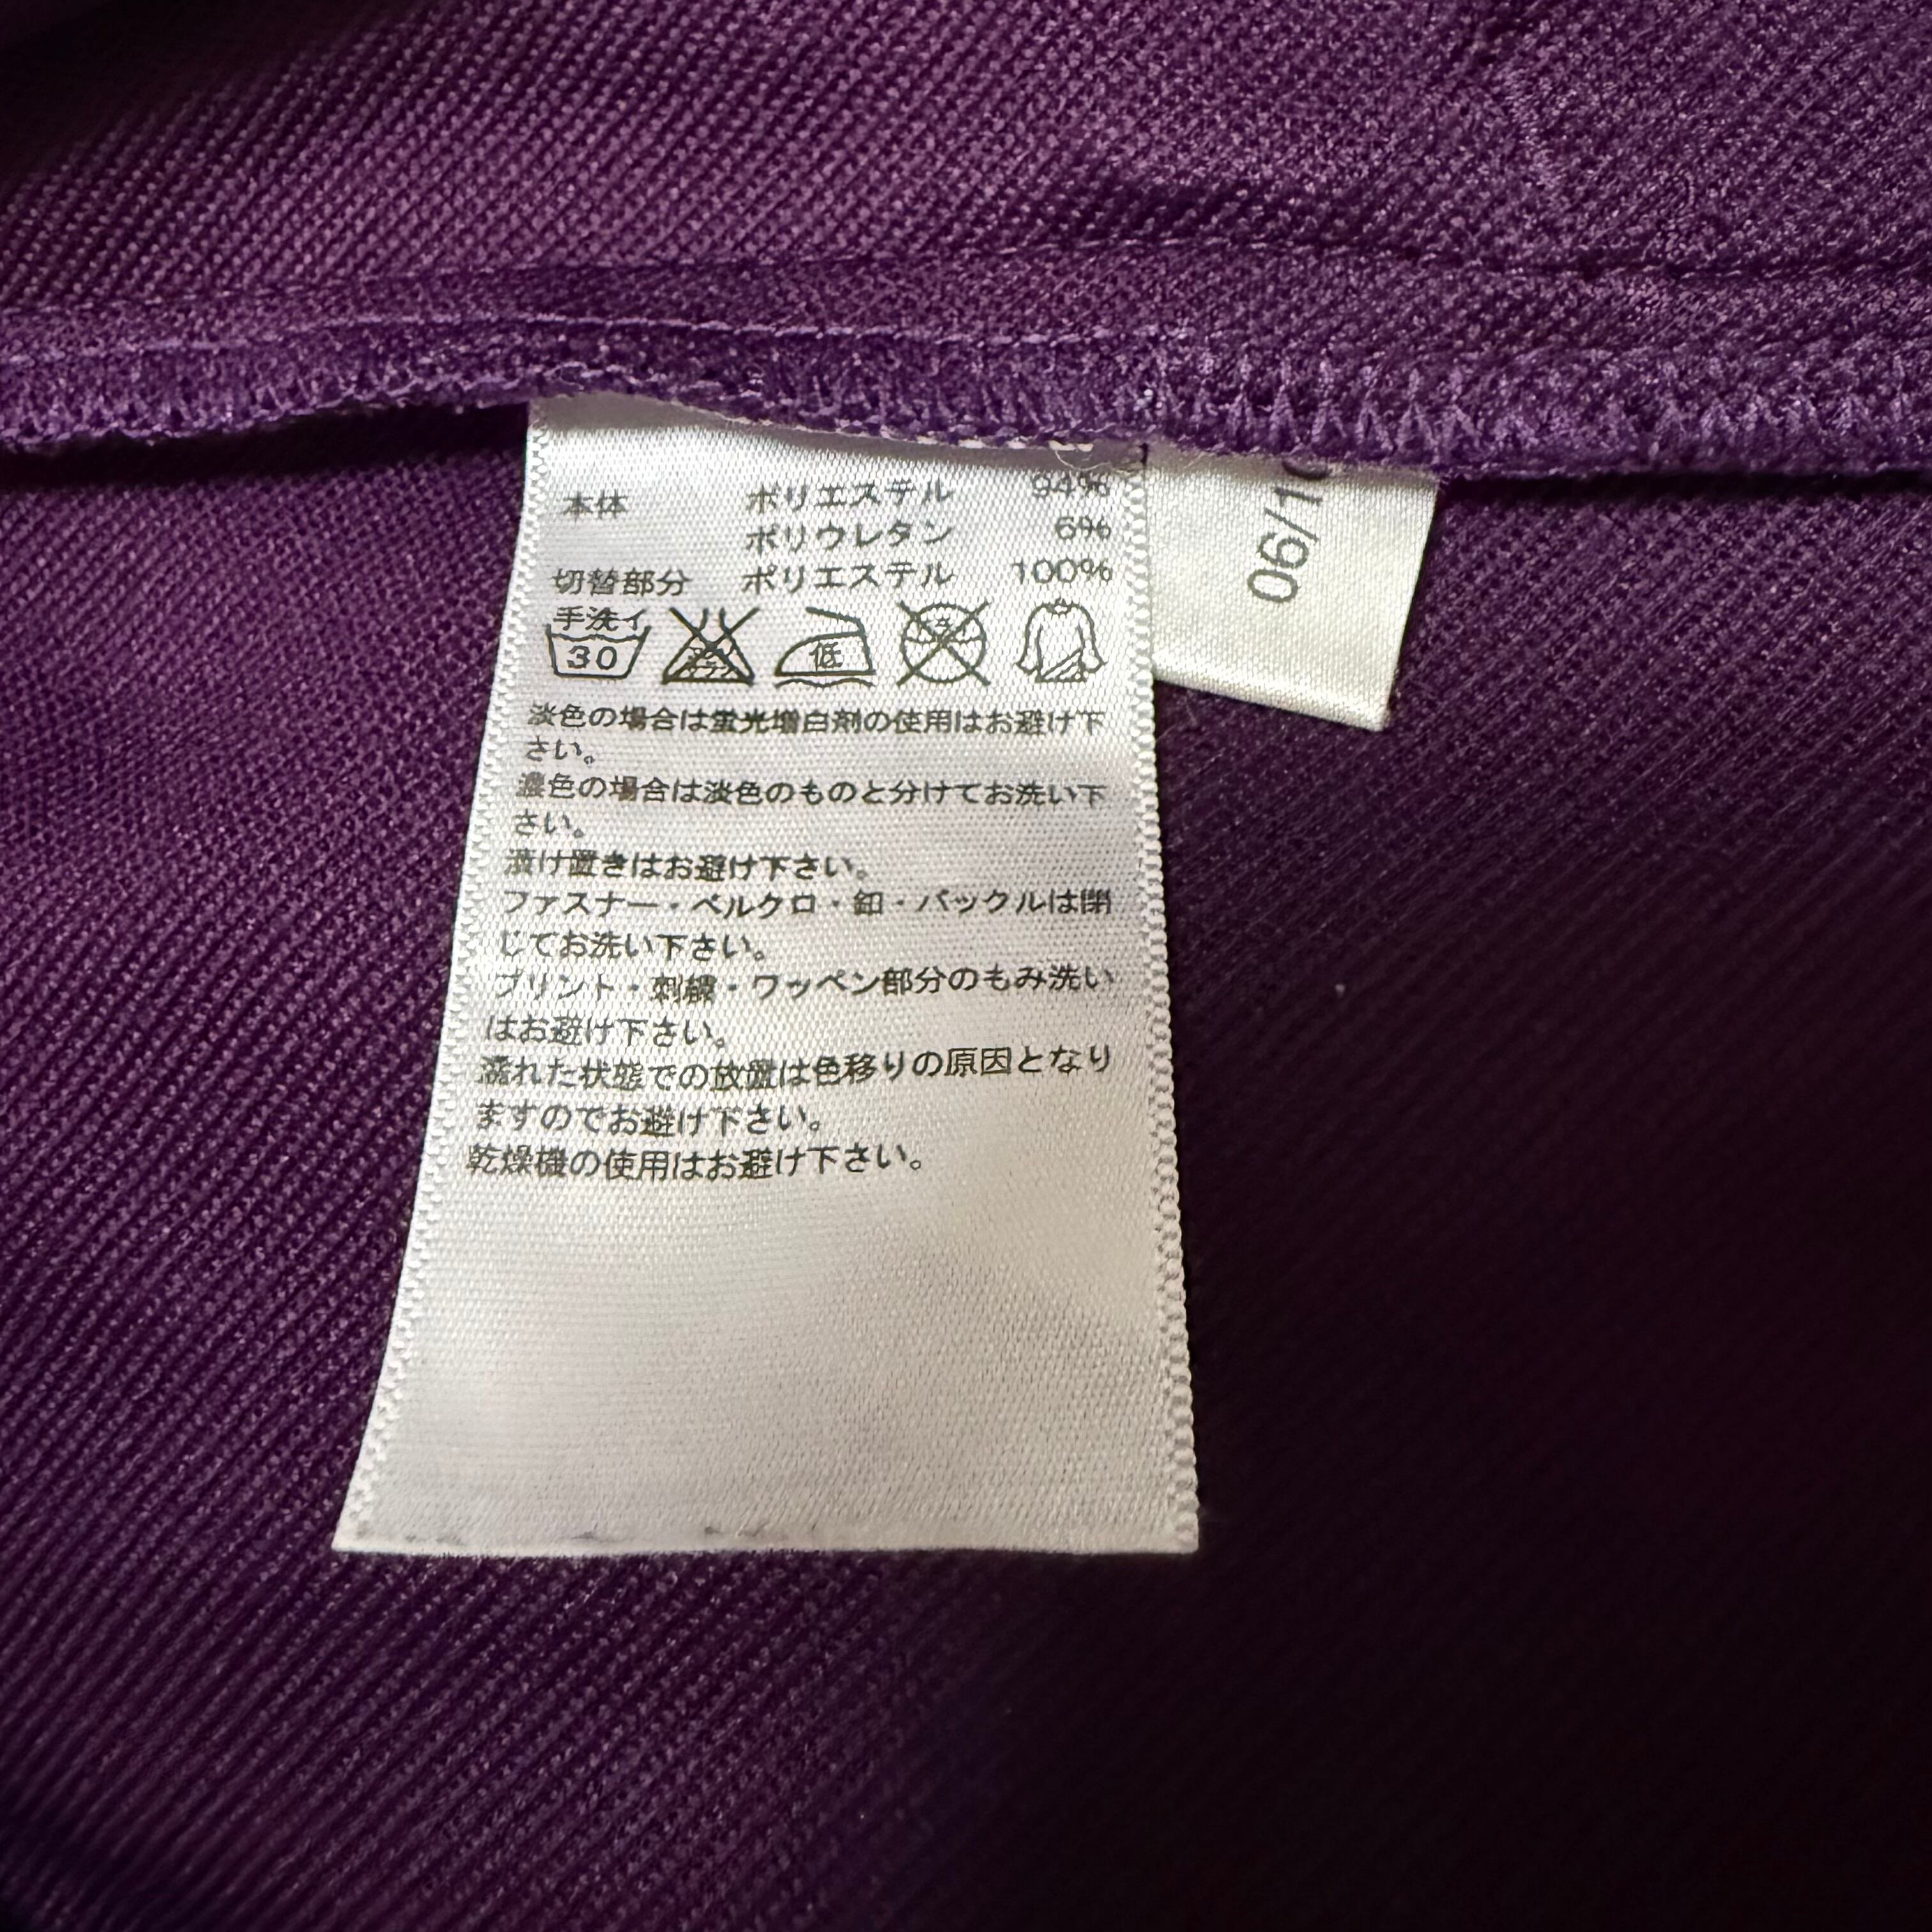 本体 ポリエステル 94%
ポリウレタン 6%
切替部分 ポリエステル 100%
手洗イ
30
低
淡色の場合は蛍光増白剤の使用はお避け下
さい。
濃色の場合は淡色のものと分けてお洗い下
さい。
漬け置きはお避け下さい。
ファスナー・ベルクロ・釦・バックルは閉
じてお洗い下さい。
プリント・刺繍・ワッペン部分のもみ洗い
はお避け下さい。
濡れた状態での放置は色移りの原因となり
ますのでお避け下さい。
乾燥機の使用はお避け下さい。